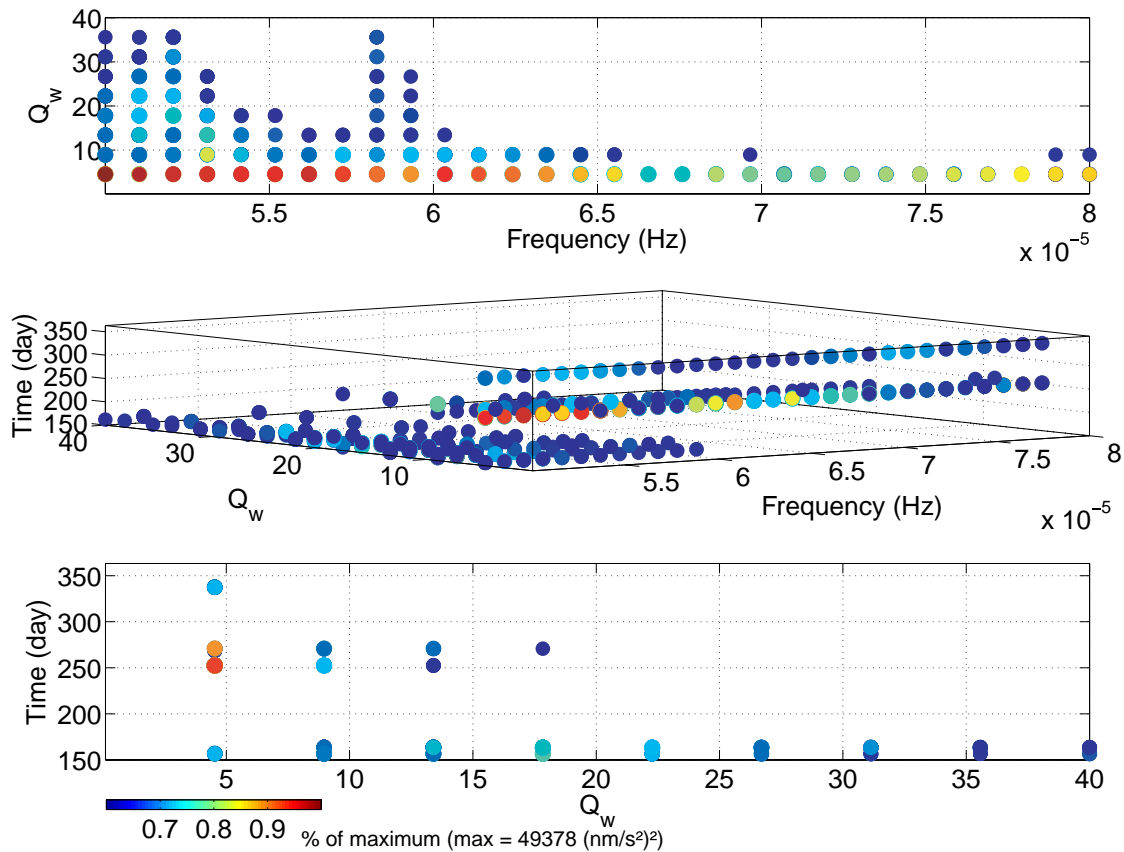 40
30
20
10
Q_w
5.5 6 6.5 7 7.5 8
Frequency (Hz)
x 10⁻⁵
350
300
250
200
150
Time (day)
40 30 20 10
Q_w
5.5 6 6.5 7 7.5 8
Frequency (Hz)
x 10⁻⁵
350
300
250
200
150
Time (day)
5 10 15 20 25 30 35 40
Q_w
0.7 0.8 0.9
% of maximum (max = 49378 (nm/s²)²)